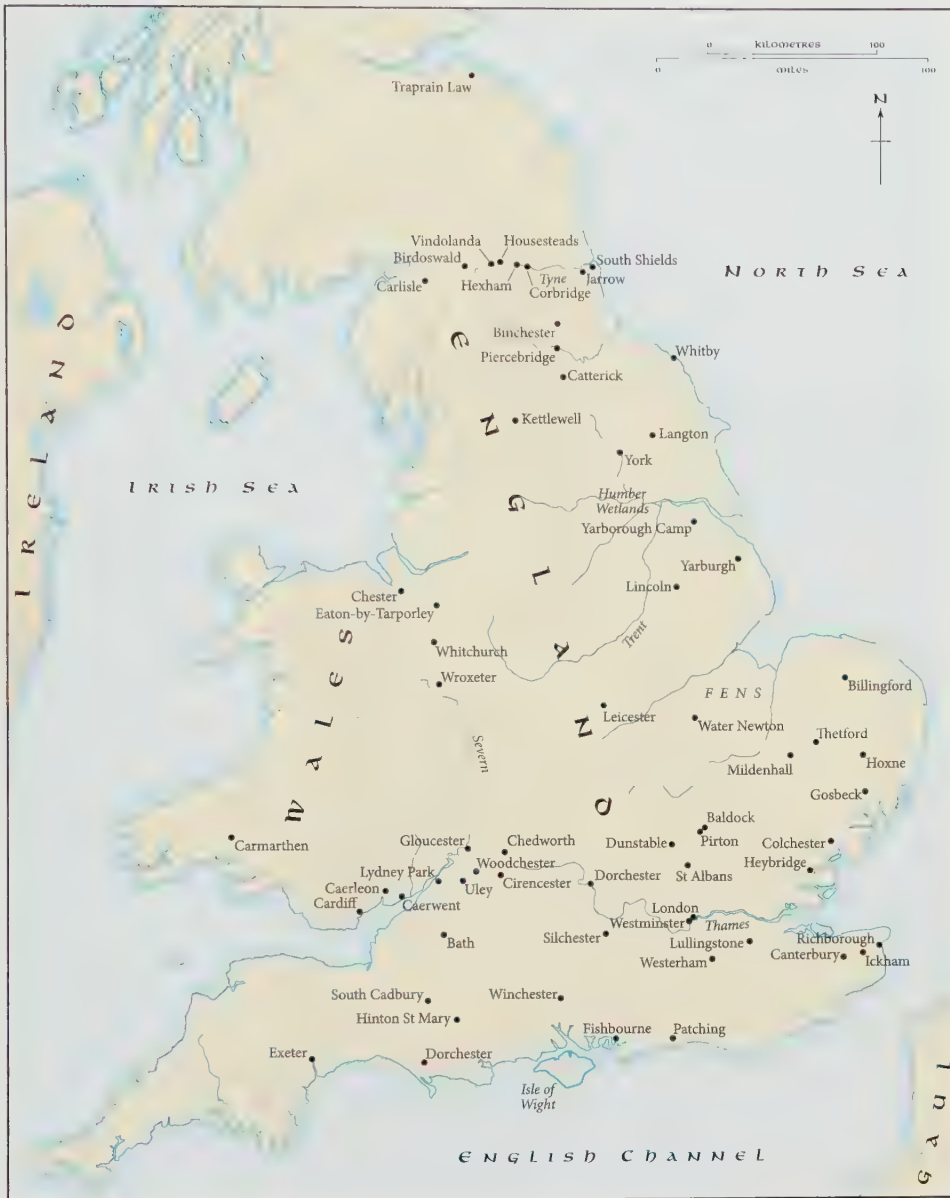 0 KILOMETRES 100
0 MILES 100
N
Traprain Law
Vindolanda
Housesteads
Birdoswald
South Shields
NORTH SEA
Carlisle
Hexham
Tyne
Jarrow
Corbridge
IRELAND
ENGLAND
Binchester
Piercebridge
Whitby
Catterick
Kettlewell
Langton
York
IRISH SEA
Humber
Wetlands
Yarborough Camp
Yarburgh
Lincoln
Chester
Eaton-by-Tarporley
WALES
Trent
Whitchurch
Wroxeter
FENS
Billingford
Leicester
Water Newton
Severn
Thetford
Mildenhall
Hoxne
Gosbeck
Baldock
Carmarthen
Gloucester
Chedworth
Dunstable
Pirton
Colchester
Woodchester
Heybridge
Lydney Park
Cirencester
Dorchester
St Albans
Caerleon
Uley
Cardiff
Caerwent
London
Westminster
Thames
Bath
Silchester
Lullingstone
Richborough
Westerham
Canterbury
Ickham
South Cadbury
Winchester
Hinton St Mary
Fishbourne
Patching
Exeter
Dorchester
Isle of
Wight
GAUL
ENGLISH CHANNEL